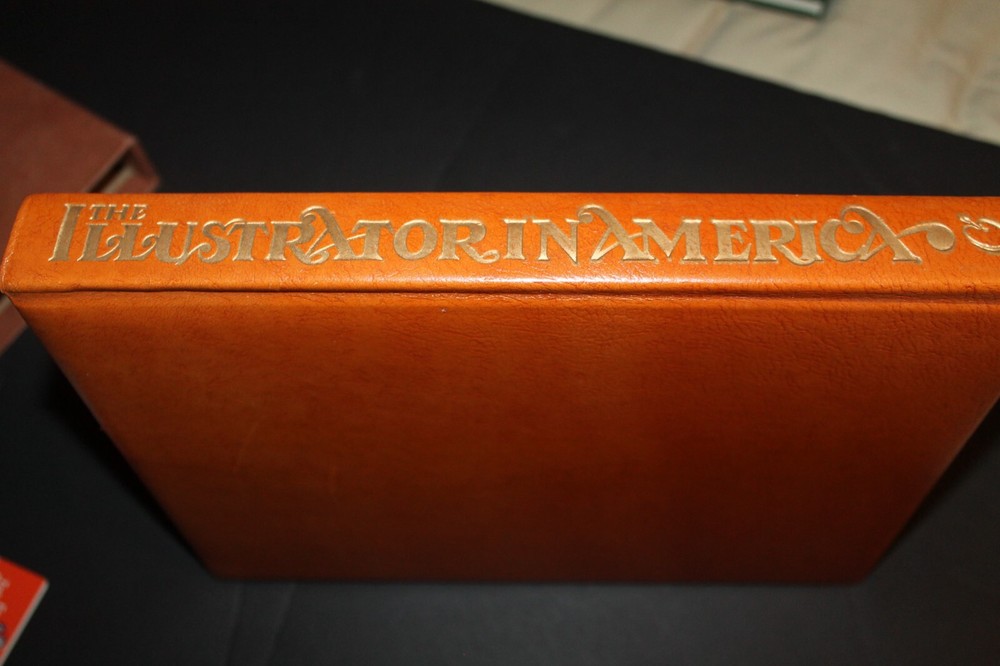 THE
ILLUSTRATOR IN AMERICA